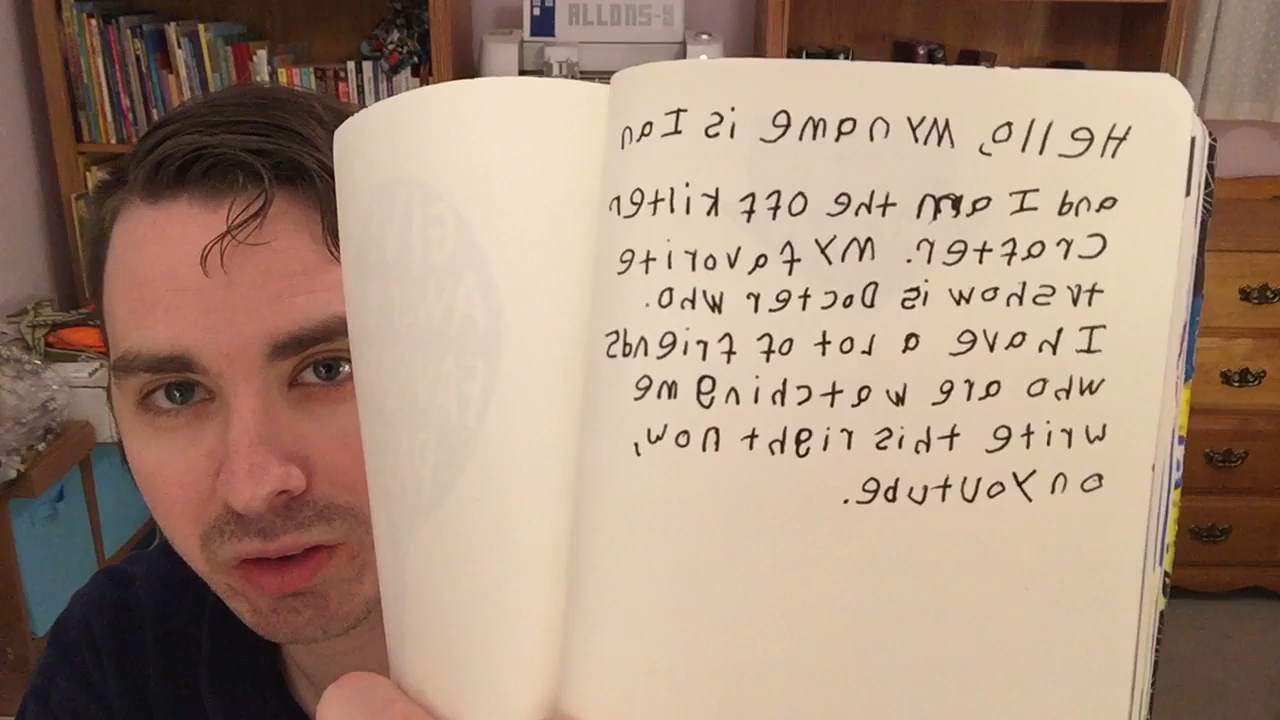 ALLONS-Y
Hello, my name is Ian
and I am the off kilter
Crafter. my favorite
tv show is Docter who.
I have a lot of friends
who are watching me
write this right now,
on Youtube.